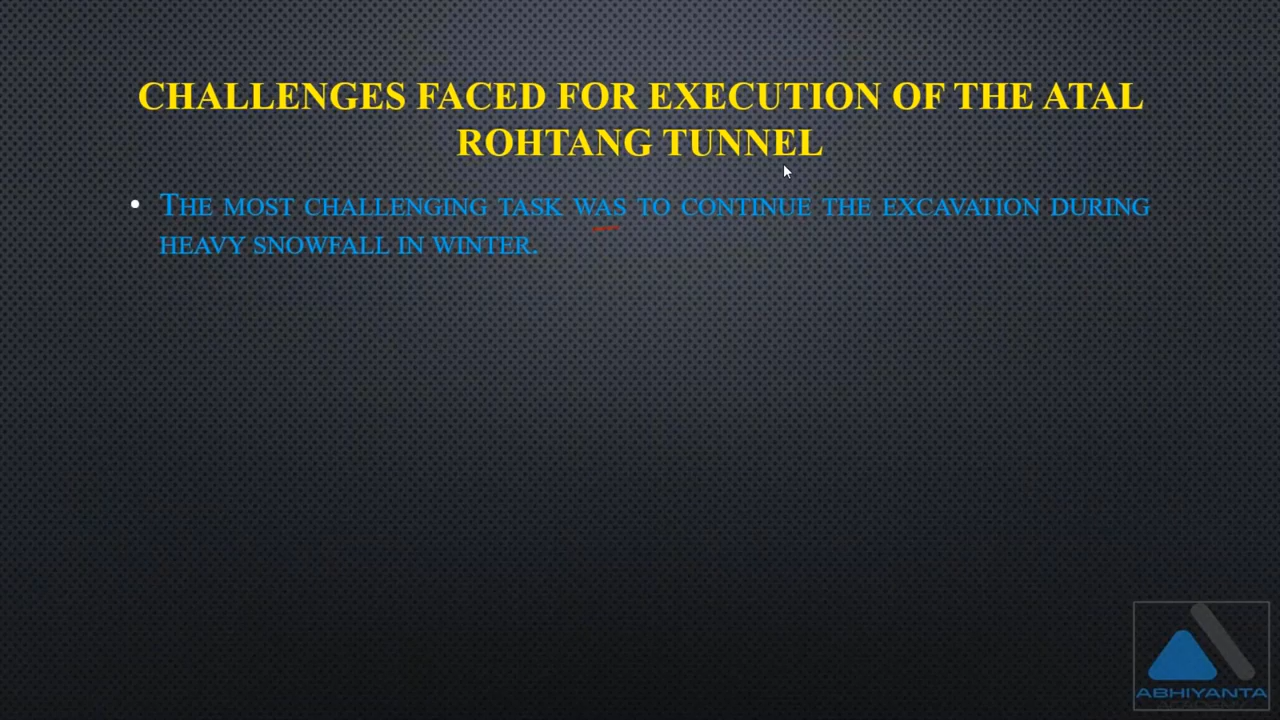 CHALLENGES FACED FOR EXECUTION OF THE ATAL
ROHTANG TUNNEL
• THE MOST CHALLENGING TASK WAS TO CONTINUE THE EXCAVATION DURING
HEAVY SNOWFALL IN WINTER.
ABHIYANTA
ACADEMY